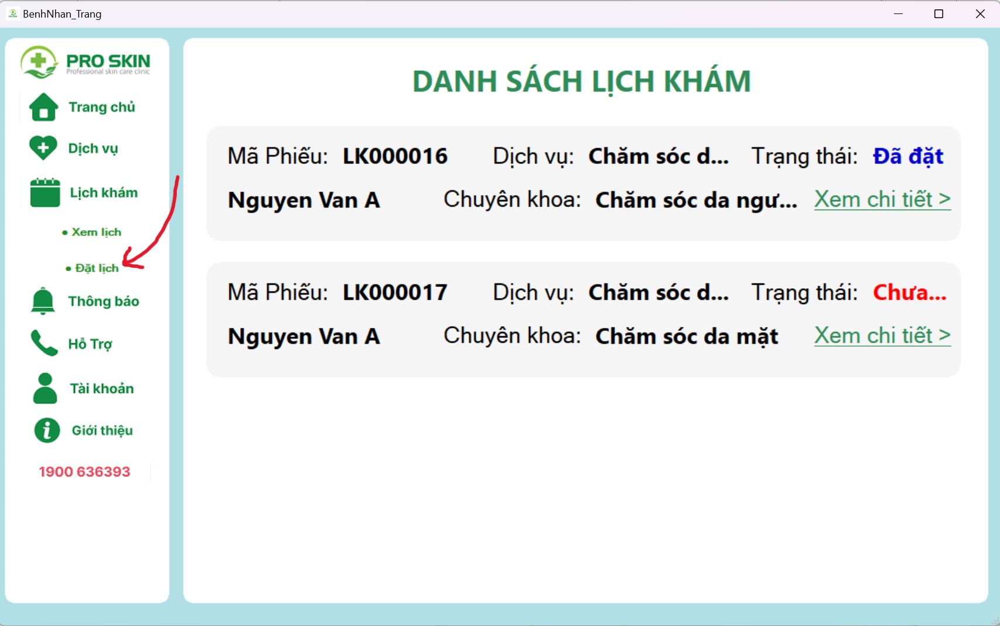 BenhNhan_Trang
PRO SKIN
Professional skin care clinic
Trang chủ
Dịch vụ
Lịch khám
• Xem lịch
• Đặt lịch
Thông báo
Hỗ Trợ
Tài khoản
Giới thiệu
1900 636393
DANH SÁCH LỊCH KHÁM
Mã Phiếu: LK000016 Dịch vụ: Chăm sóc d... Trạng thái: Đã đặt
Nguyen Van A Chuyên khoa: Chăm sóc da ngư... Xem chi tiết >
Mã Phiếu: LK000017 Dịch vụ: Chăm sóc d... Trạng thái: Chưa...
Nguyen Van A Chuyên khoa: Chăm sóc da mặt Xem chi tiết >